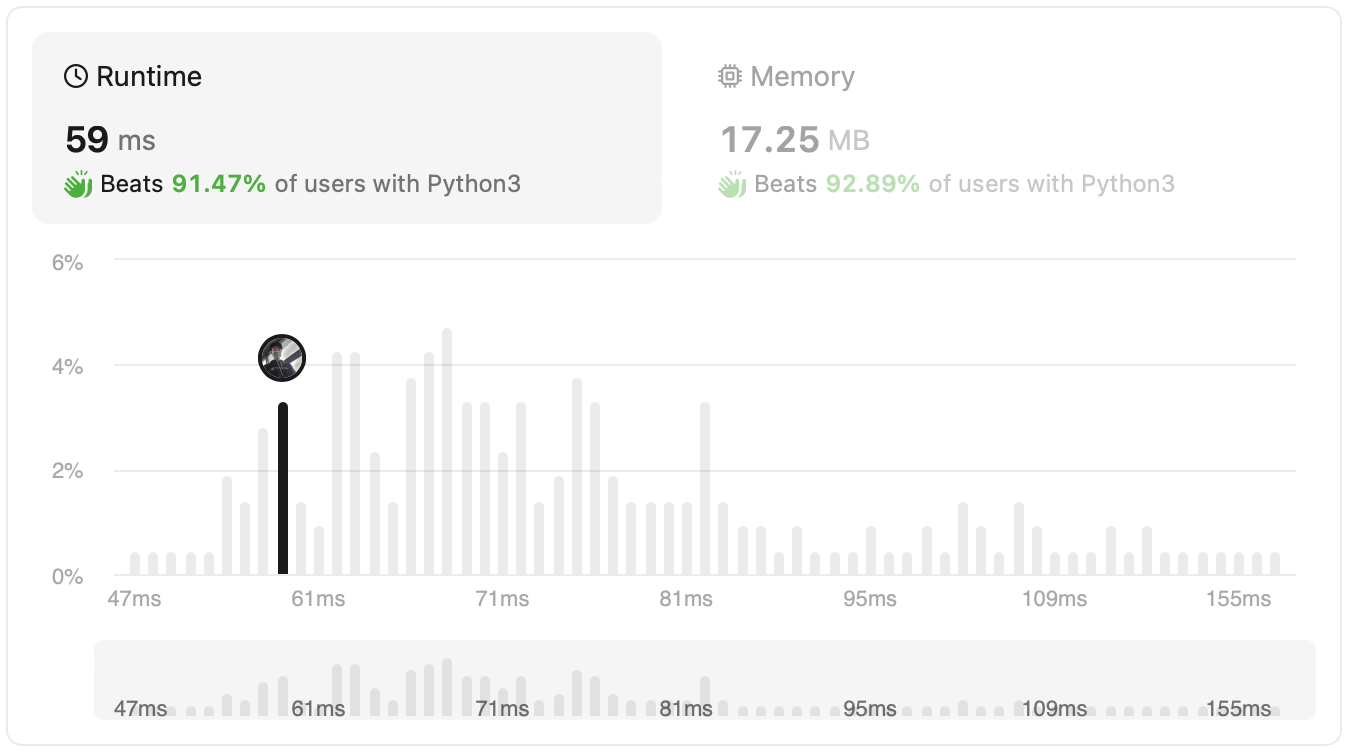 Runtime
59 ms
Beats 91.47% of users with Python3
Memory
17.25 MB
Beats 92.89% of users with Python3
6%
4%
2%
0%
47ms 61ms 71ms 81ms 95ms 109ms 155ms
47ms 61ms 71ms 81ms 95ms 109ms 155ms